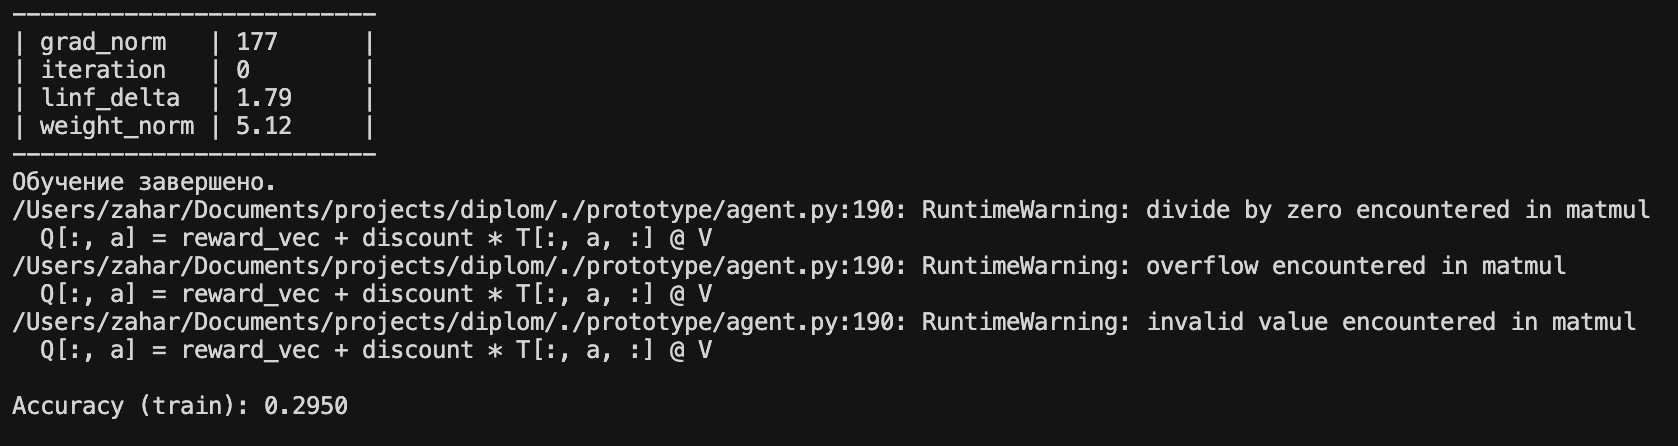 --------------------------
| grad_norm   | 177      |
| iteration   | 0        |
| linf_delta  | 1.79     |
| weight_norm | 5.12     |
--------------------------
Обучение завершено.
/Users/zahar/Documents/projects/diplom/./prototype/agent.py:190: RuntimeWarning: divide by zero encountered in matmul
  Q[:, a] = reward_vec + discount * T[:, a, :] @ V
/Users/zahar/Documents/projects/diplom/./prototype/agent.py:190: RuntimeWarning: overflow encountered in matmul
  Q[:, a] = reward_vec + discount * T[:, a, :] @ V
/Users/zahar/Documents/projects/diplom/./prototype/agent.py:190: RuntimeWarning: invalid value encountered in matmul
  Q[:, a] = reward_vec + discount * T[:, a, :] @ V
Accuracy (train): 0.2950